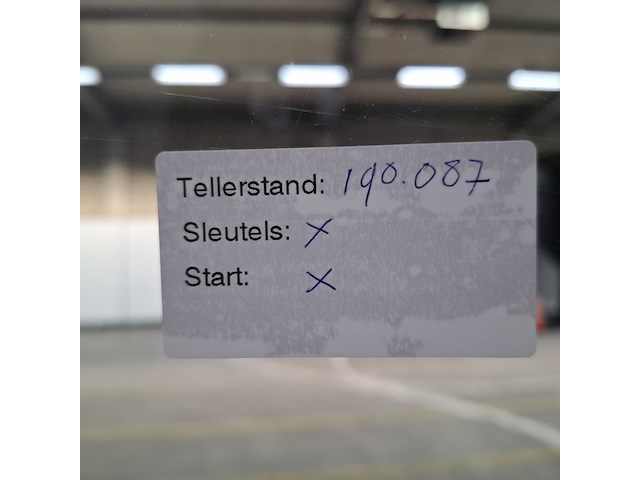 Tellerstand: 190.087
Sleutels: X
Start: X